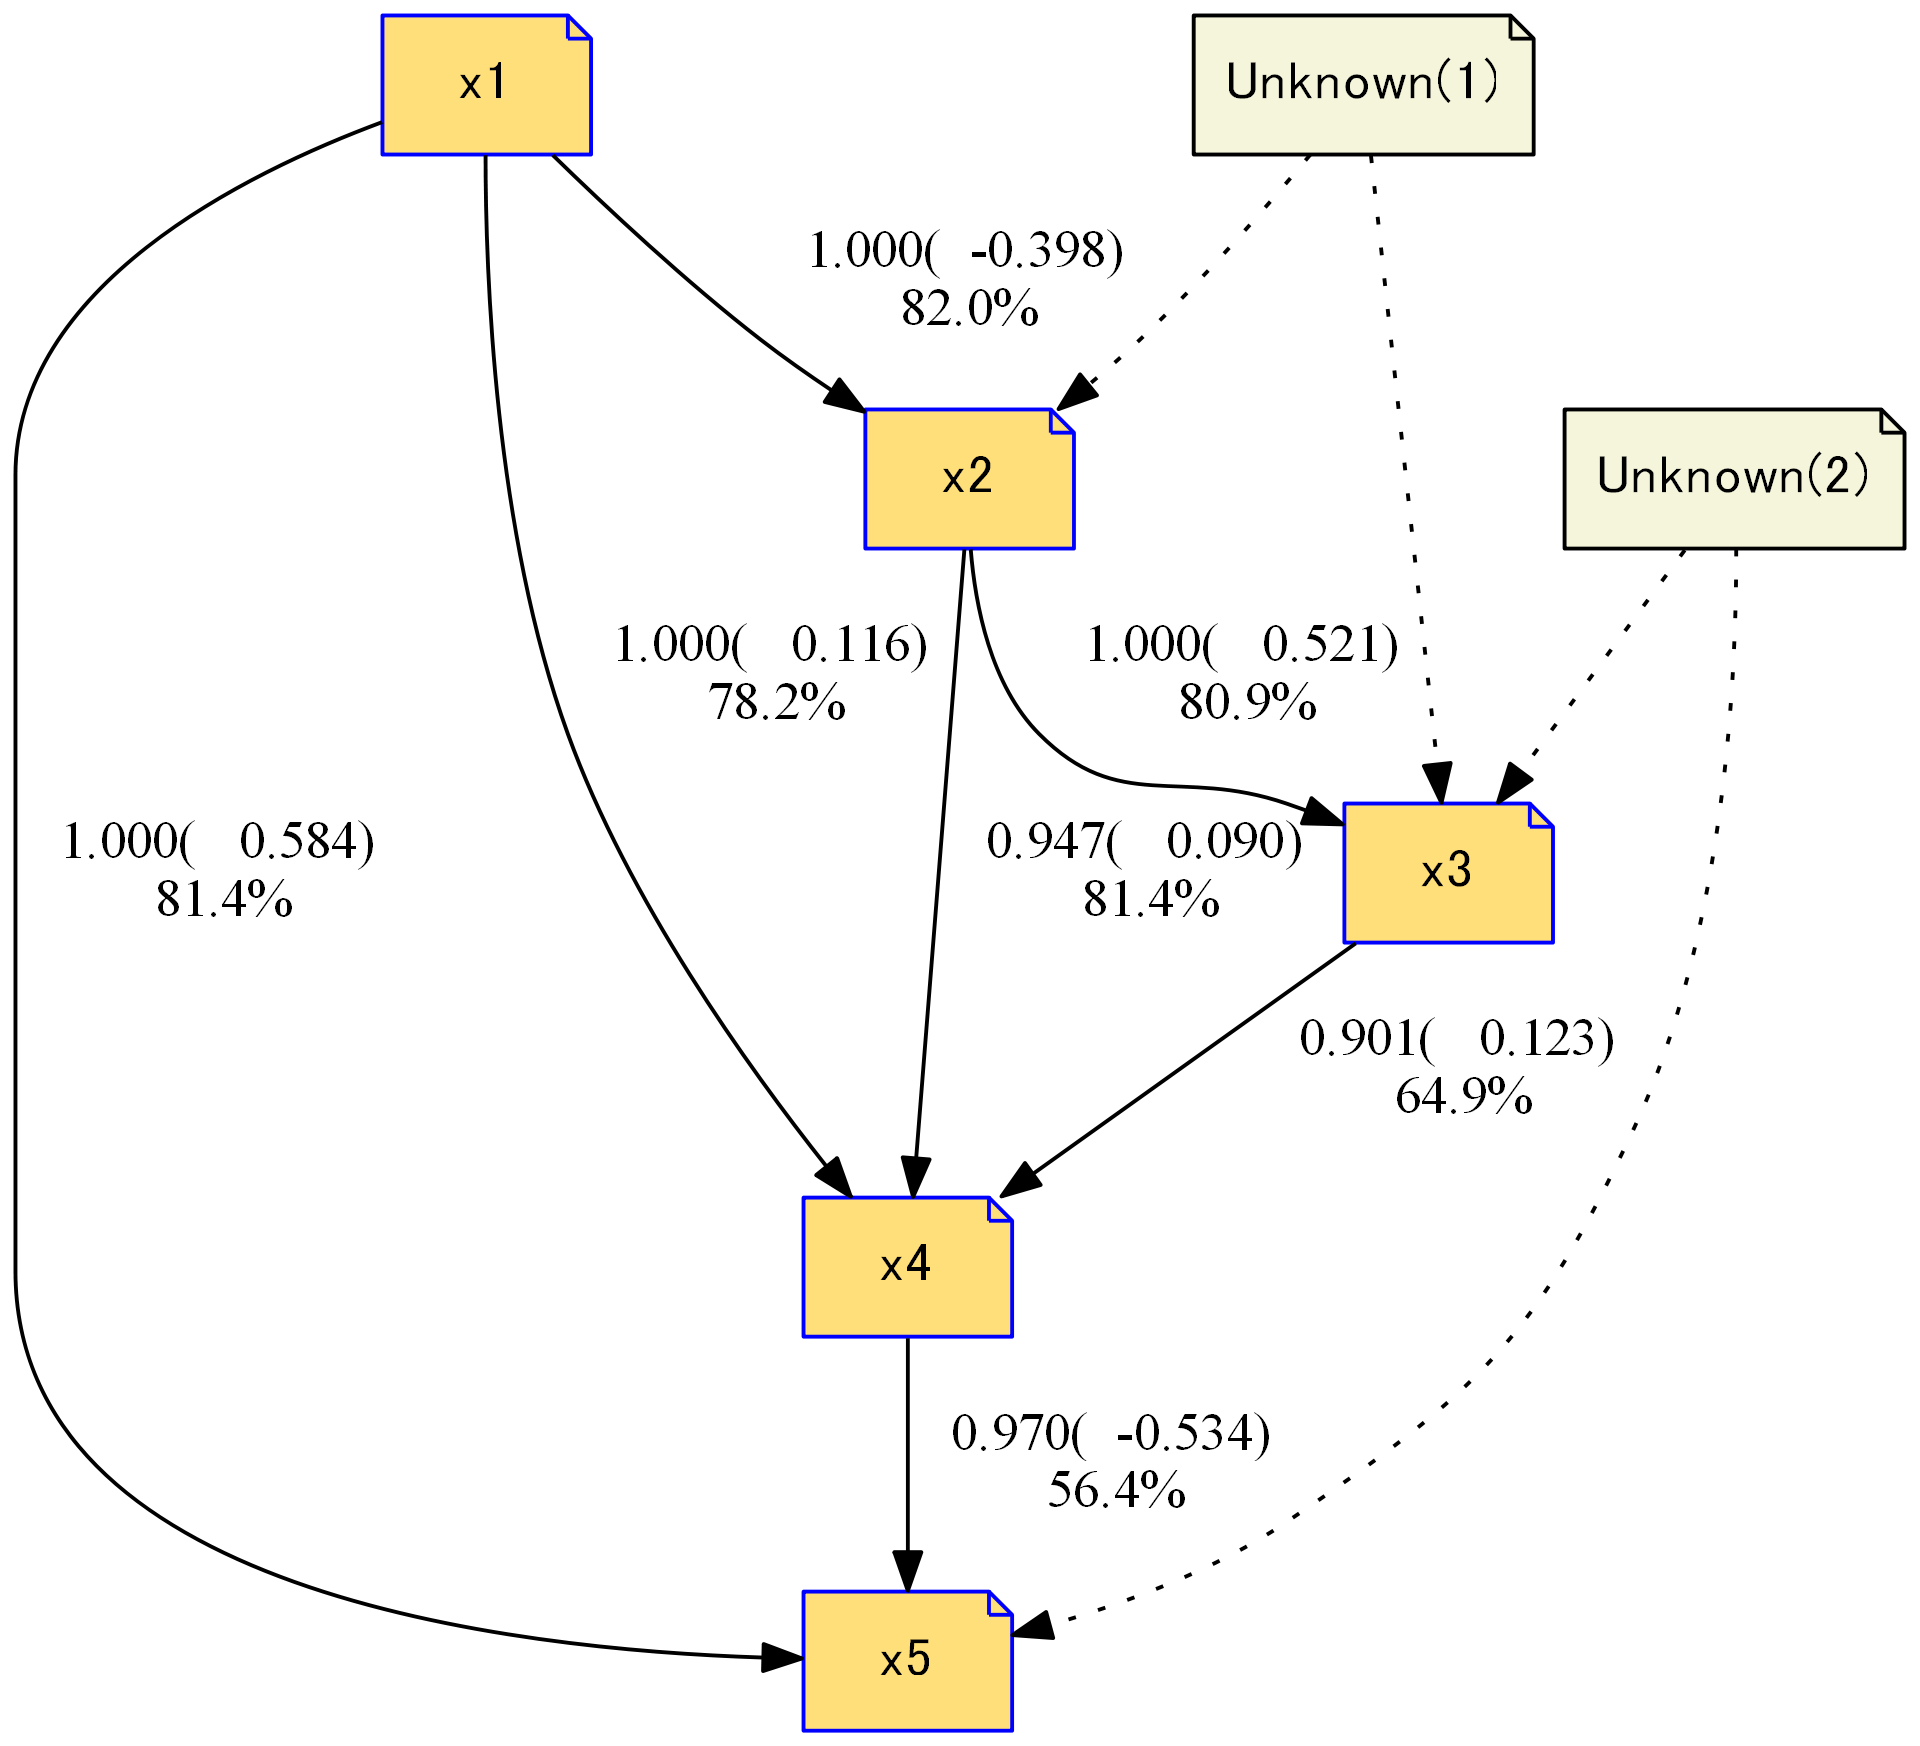 x1
Unknown(1)
1.000(  -0.398)
82.0%
x2
Unknown(2)
1.000(   0.116)
78.2%
1.000(   0.521)
80.9%
1.000(   0.584)
81.4%
0.947(   0.090)
81.4%
x3
0.901(   0.123)
64.9%
x4
0.970(  -0.534)
56.4%
x5